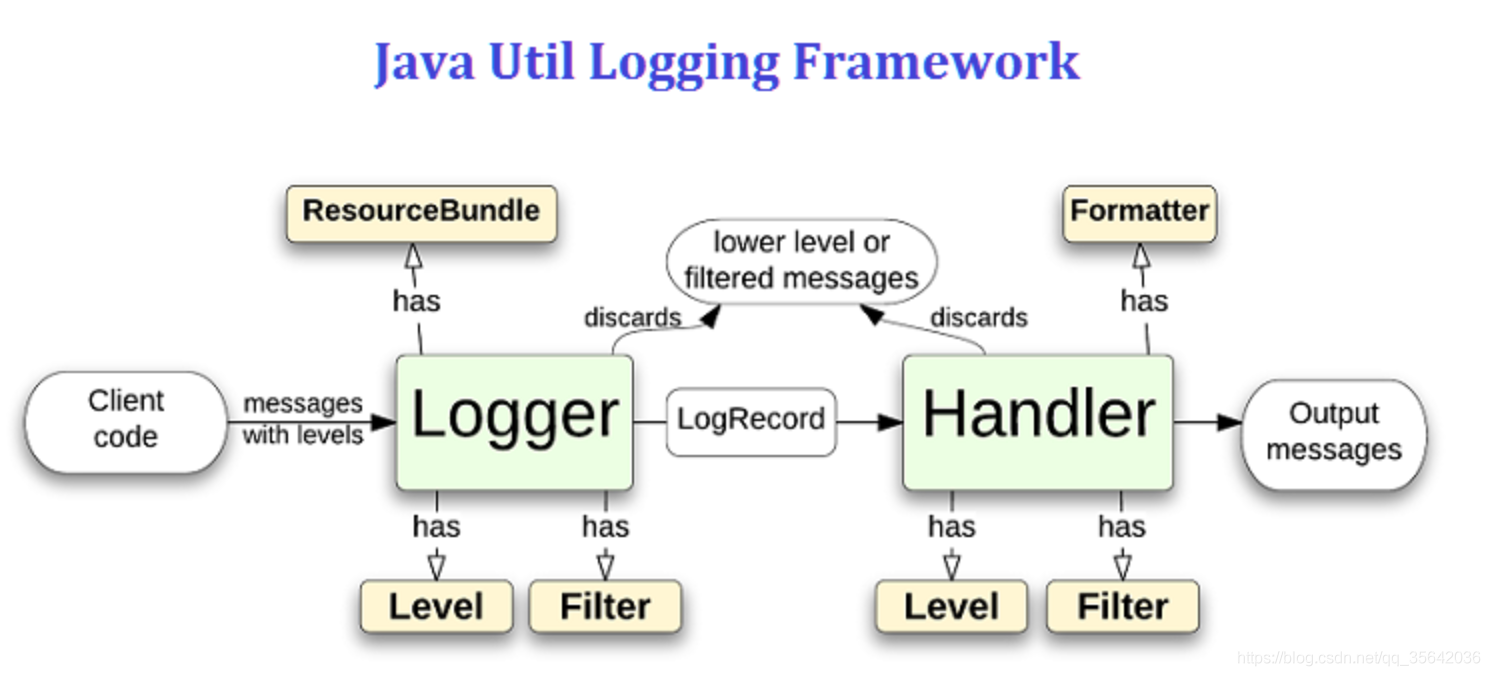 Java Util Logging Framework
ResourceBundle
Formatter
lower level or
filtered messages
has
has
discards
discards
Client
code
messages
with levels
Logger
LogRecord
Handler
Output
messages
has
has
has
has
Level
Filter
Level
Filter
https://blog.csdn.net/qq_35642036